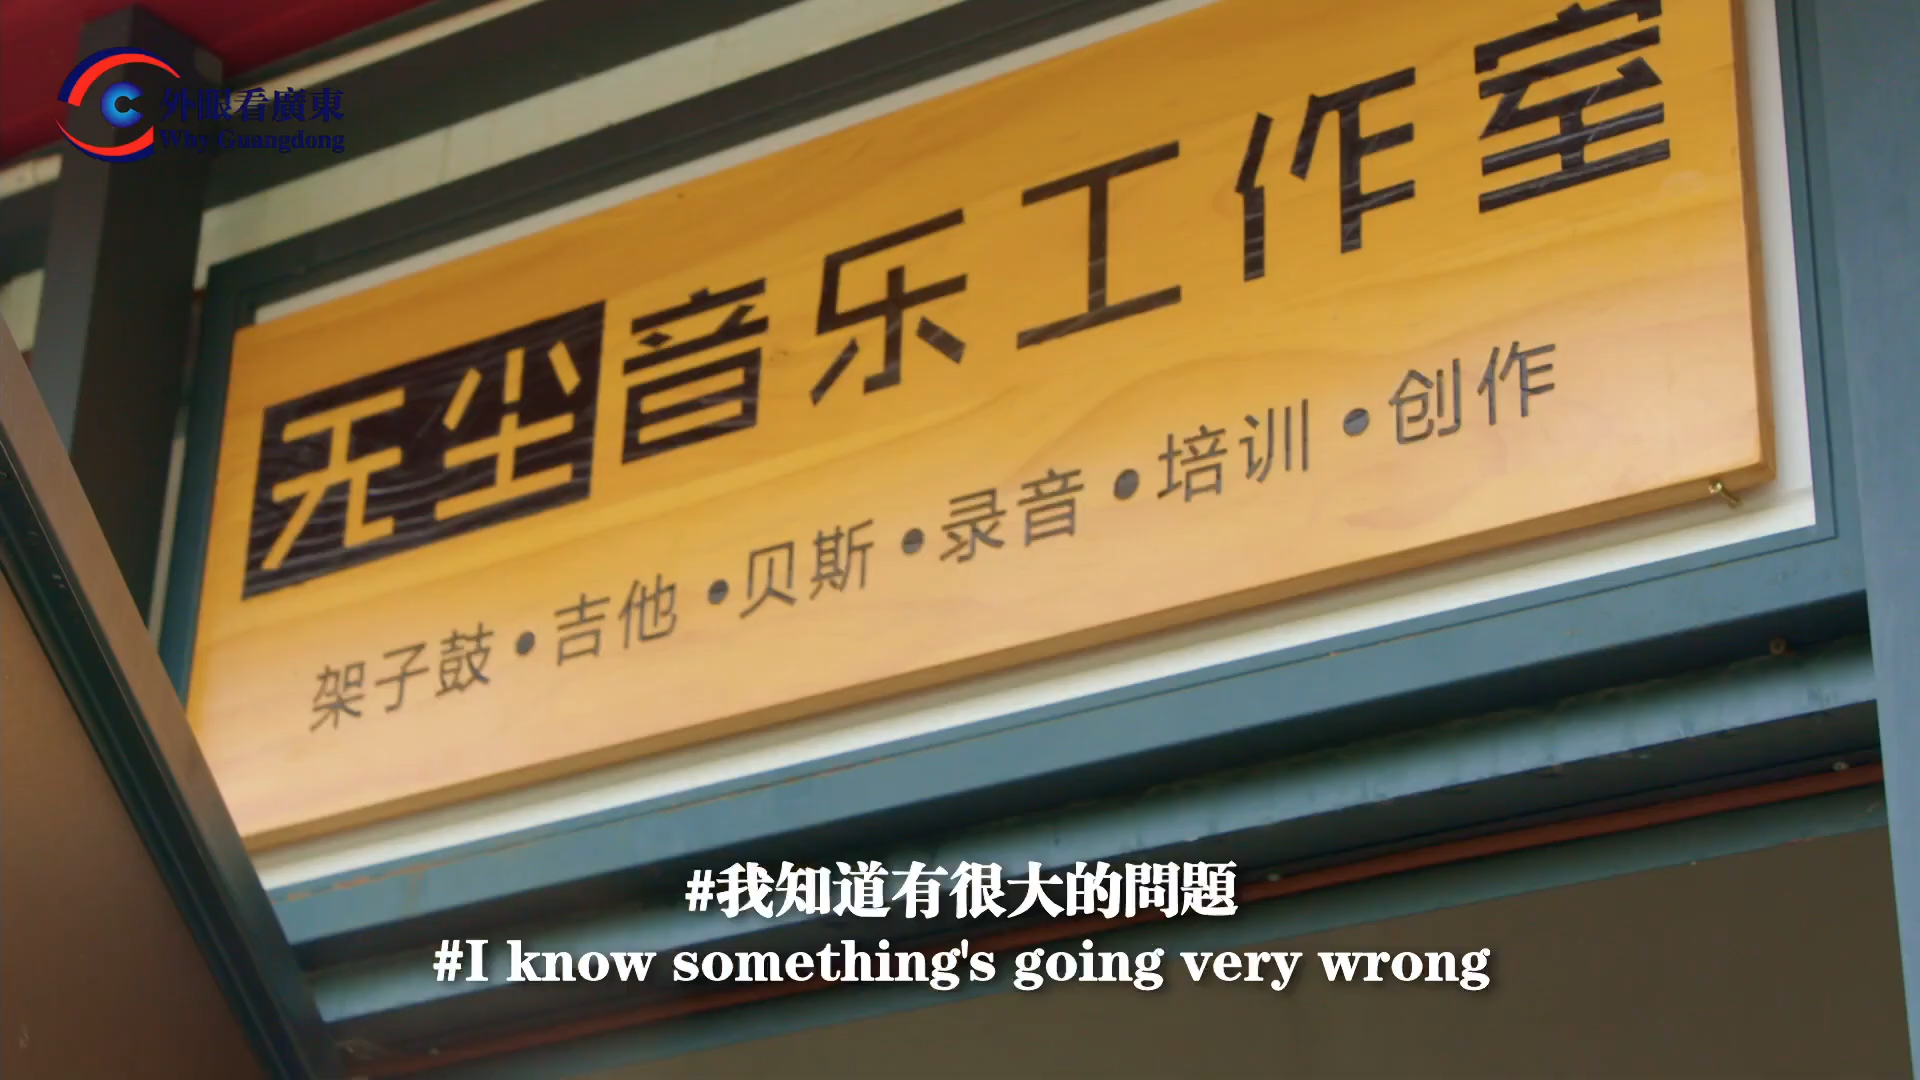 外眼看廣東
Why Guangdong
无尘音乐工作室
架子鼓•吉他•贝斯•录音•培训•创作
#我知道有很大的問題
#I know something's going very wrong